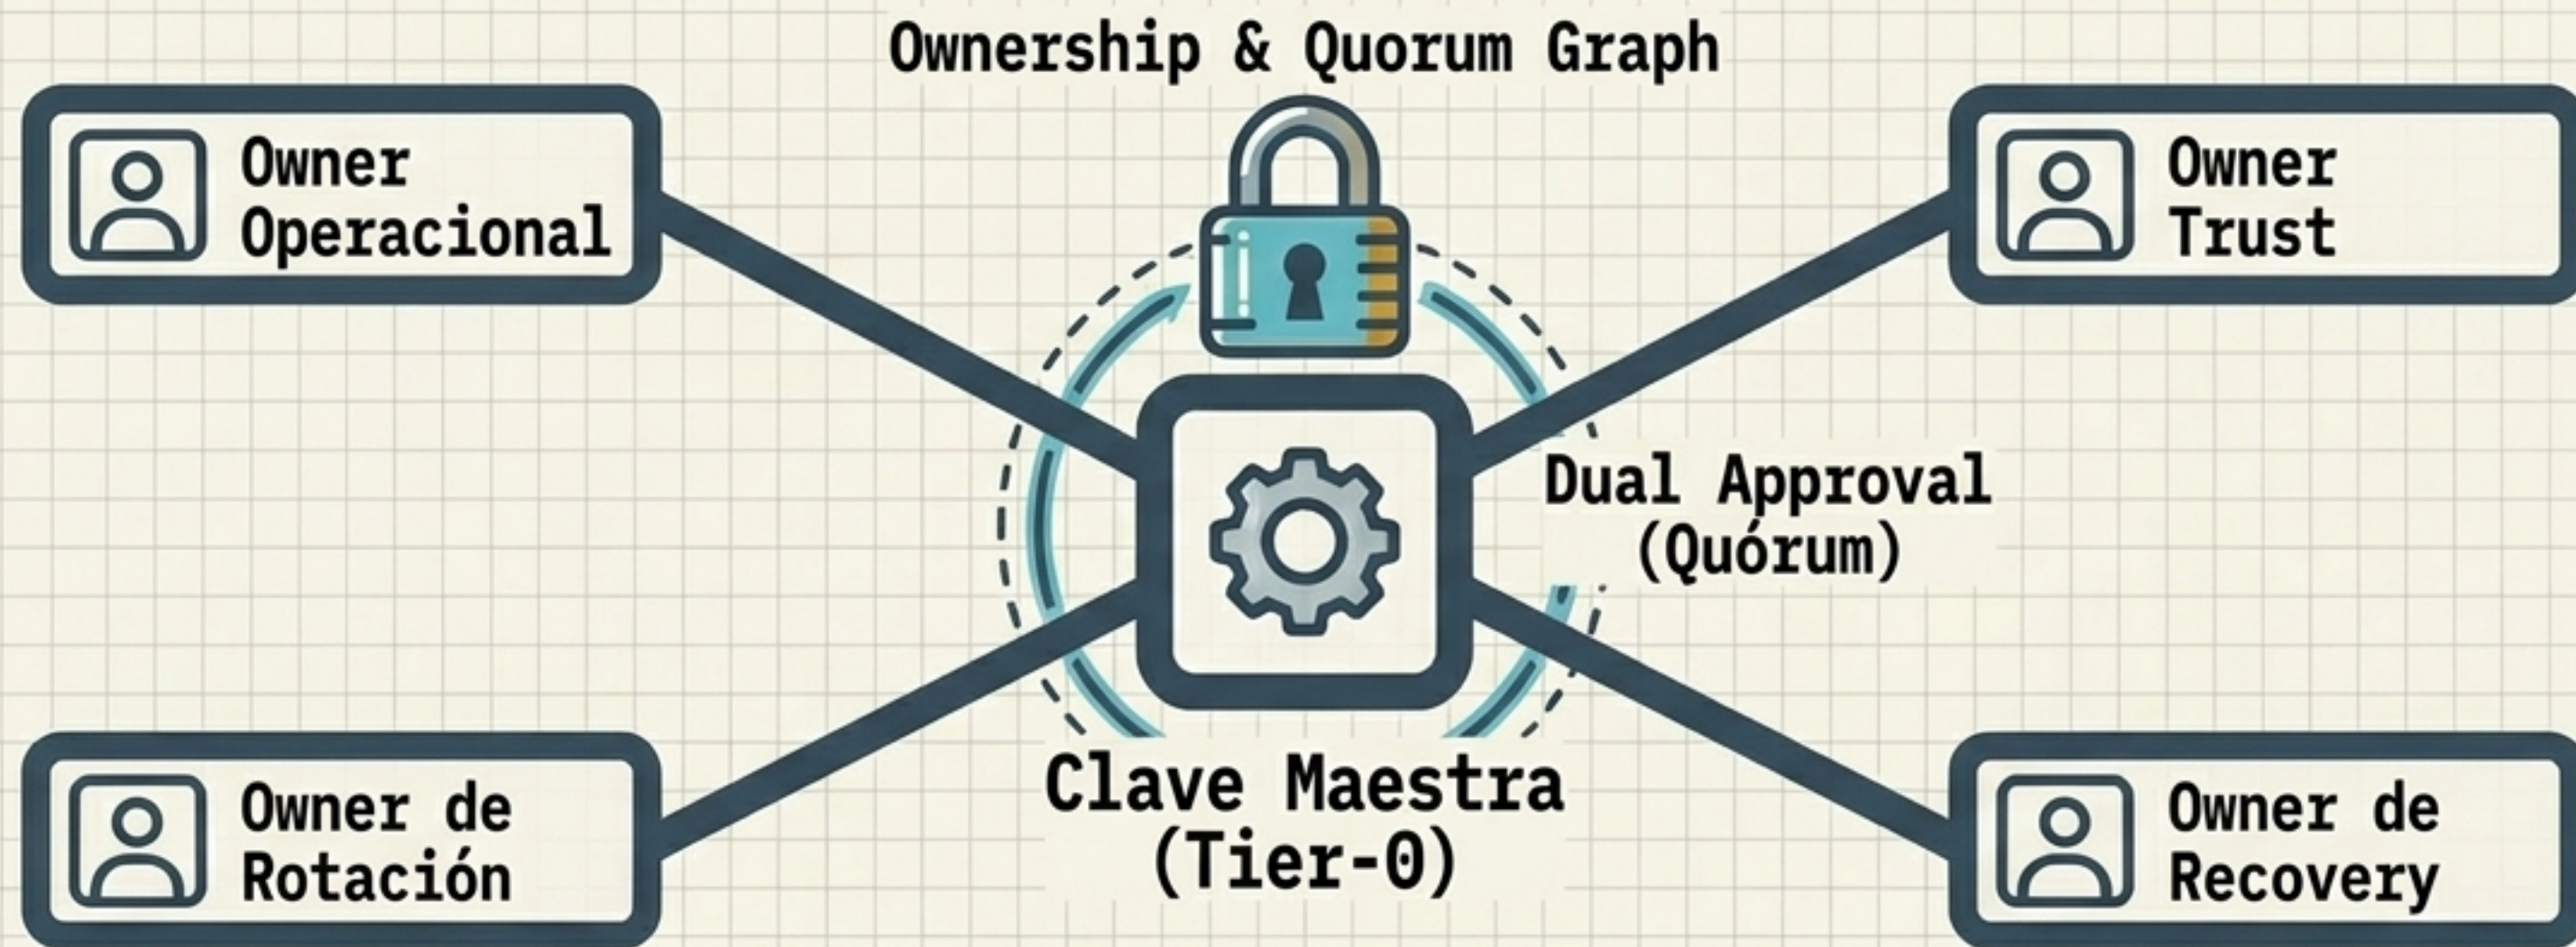 Ownership & Quorum Graph
Owner
Operacional
Owner
Trust
Dual Approval
(Quórum)
Clave Maestra
(Tier-0)
Owner de
Rotación
Owner de
Recovery